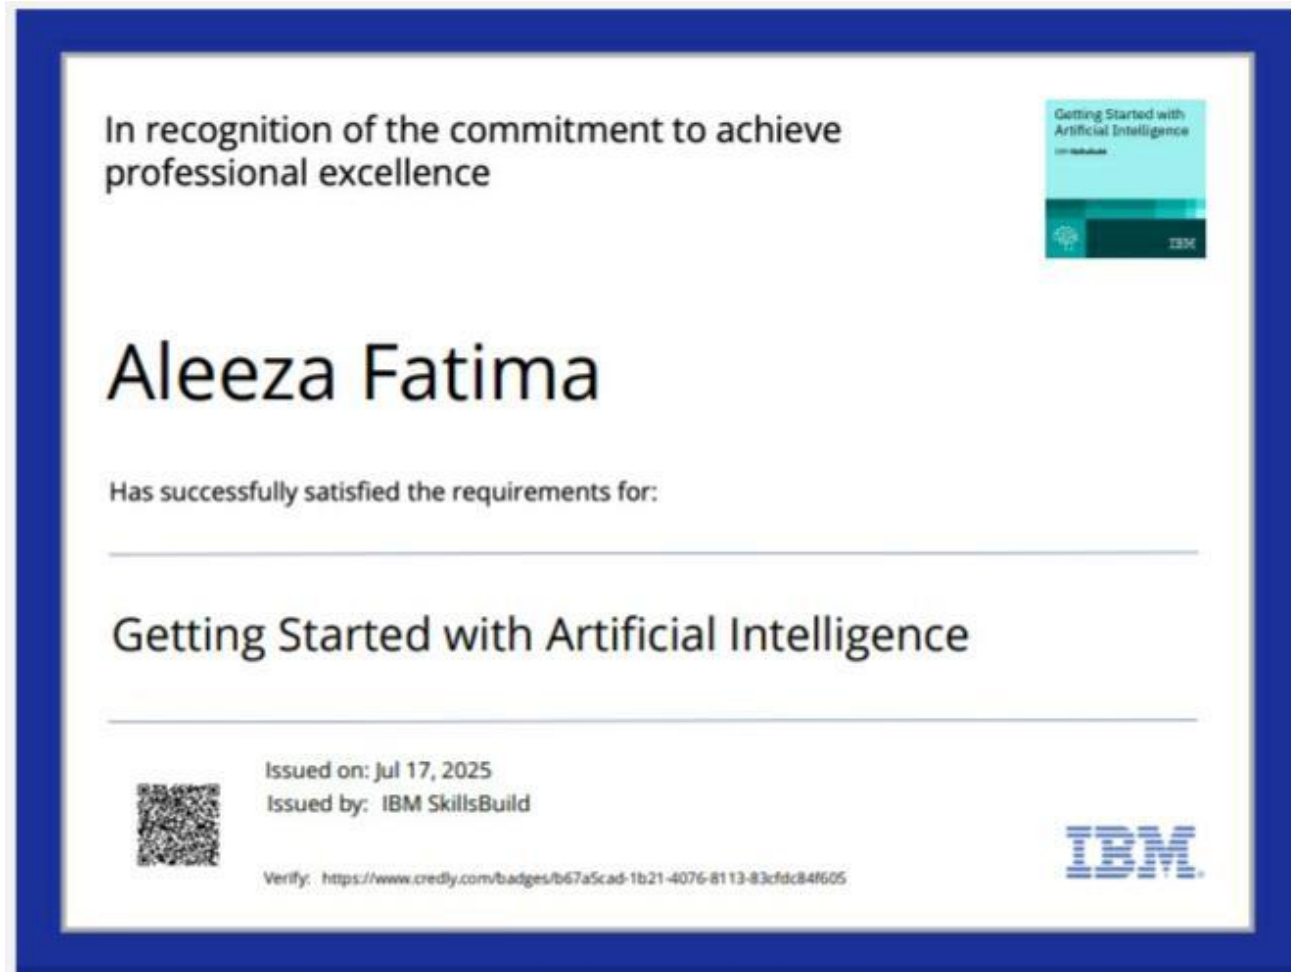 In recognition of the commitment to achieve
professional excellence
Getting Started with
Artificial Intelligence
IBM SkillsBuild
IBM
Aleeza Fatima
Has successfully satisfied the requirements for:
Getting Started with Artificial Intelligence
Issued on: Jul 17, 2025
Issued by: IBM SkillsBuild
Verify: https://www.credly.com/badges/b67a5cad-1b21-4076-8113-83cfdc84f605
IBM.